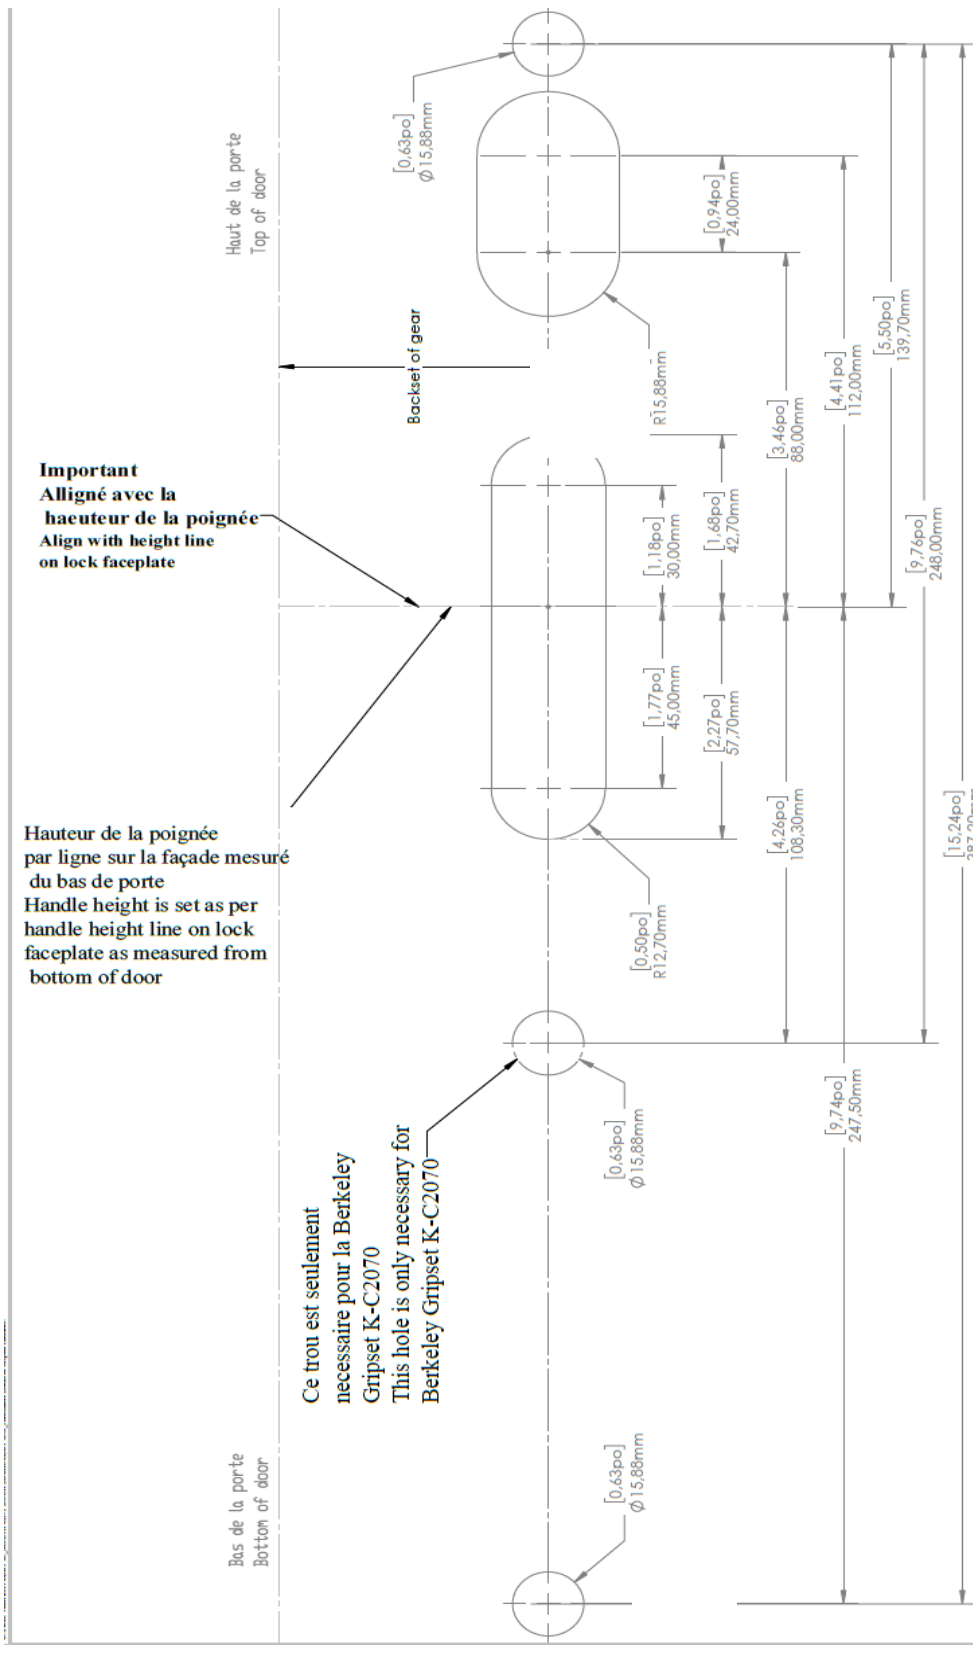 [0,63po]
Ø15,88mm
Haut de la porte
Top of door
[0,94po]
24,00mm
Backset of gear
R15,88mm
[5,50po]
139,70mm
[4,41po]
112,00mm
[3,46po]
88,00mm
Important
Alligné avec la
haeuteur de la poignée
Align with height line
on lock faceplate
[1,18po]
30,00mm
[1,68po]
42,70mm
[9,76po]
248,00mm
[1,77po]
45,00mm
[2,27po]
57,70mm
[4,26po]
108,30mm
[15,24po]
Hauteur de la poignée
par ligne sur la façade mesuré
du bas de porte
Handle height is set as per
handle height line on lock
faceplate as measured from
bottom of door
[0,50po]
R12,70mm
[0,63po]
Ø15,88mm
[9,74po]
247,50mm
Ce trou est seulement
necessaire pour la Berkeley
Gripset K-C2070
This hole is only necessary for
Berkeley Gripset K-C2070
Bas de la porte
Bottom of door
[0,63po]
Ø15,88mm